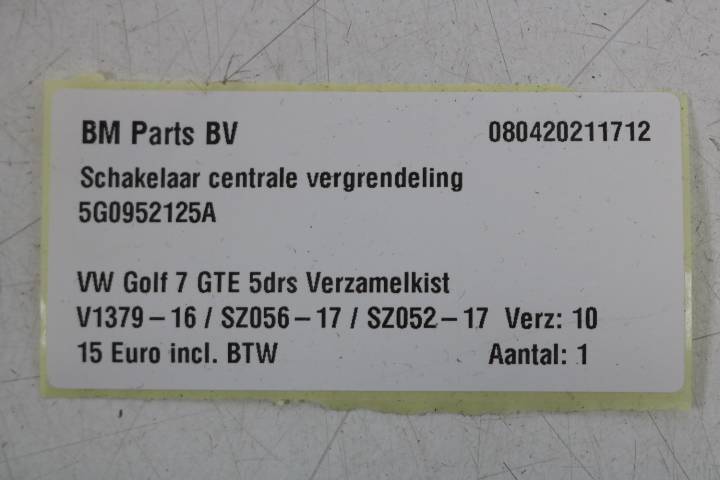 BM Parts BV 080420211712
Schakelaar centrale vergrendeling
5G0952125A
VW Golf 7 GTE 5drs Verzamelkist
V1379-16 / SZ056-17 / SZ052-17 Verz: 10
15 Euro incl. BTW Aantal: 1